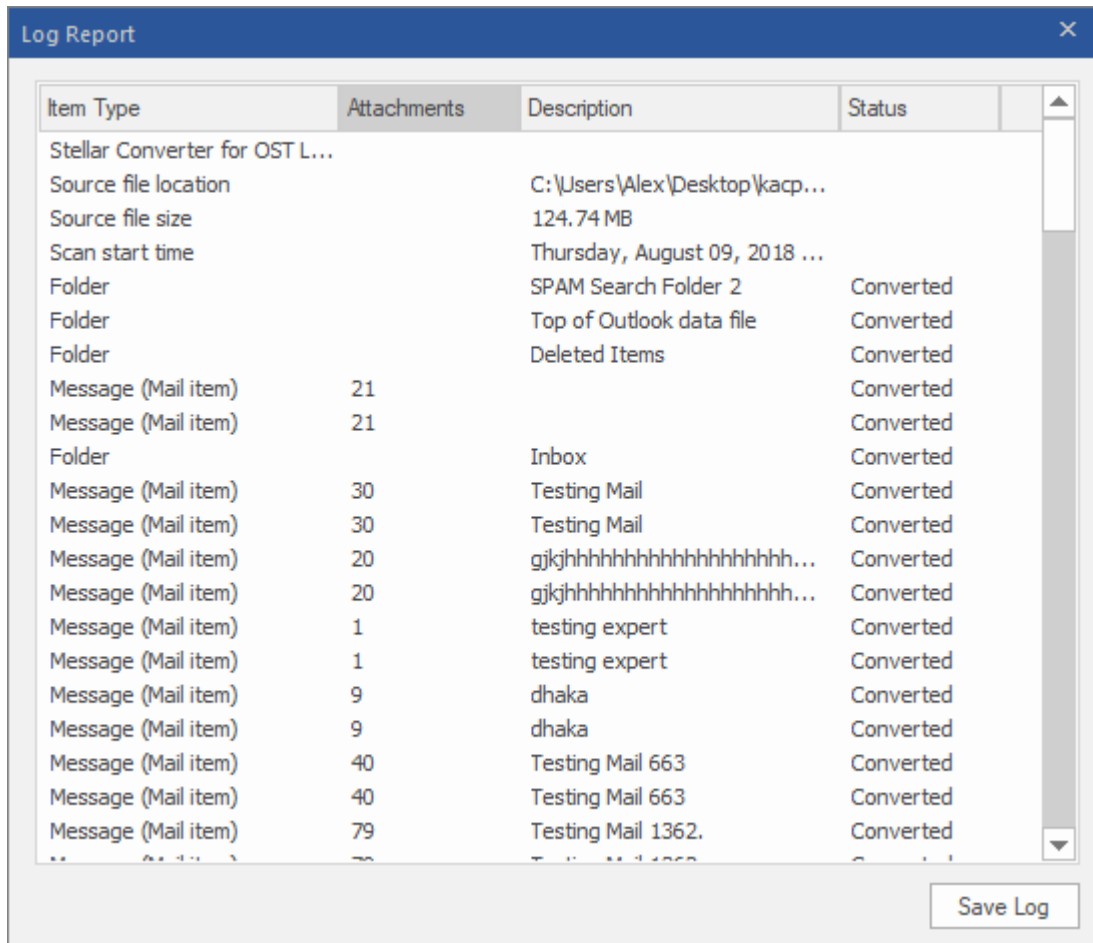 Log Report
Item Type Attachments Description Status
Stellar Converter for OST L...
Source file location C:\Users\Alex\Desktop\kacp...
Source file size 124.74 MB
Scan start time Thursday, August 09, 2018 ...
Folder SPAM Search Folder 2 Converted
Folder Top of Outlook data file Converted
Folder Deleted Items Converted
Message (Mail item) 21 Converted
Message (Mail item) 21 Converted
Folder Inbox Converted
Message (Mail item) 30 Testing Mail Converted
Message (Mail item) 30 Testing Mail Converted
Message (Mail item) 20 gjkjhhhhhhhhhhhhhhhhhhh... Converted
Message (Mail item) 20 gjkjhhhhhhhhhhhhhhhhhhh... Converted
Message (Mail item) 1 testing expert Converted
Message (Mail item) 1 testing expert Converted
Message (Mail item) 9 dhaka Converted
Message (Mail item) 9 dhaka Converted
Message (Mail item) 40 Testing Mail 663 Converted
Message (Mail item) 40 Testing Mail 663 Converted
Message (Mail item) 79 Testing Mail 1362. Converted
Save Log